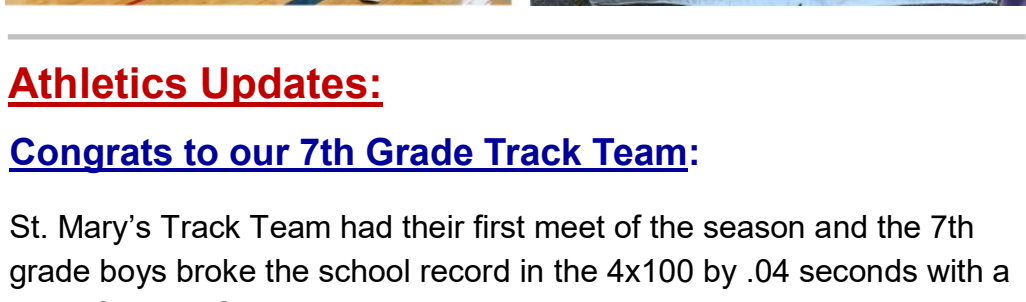 Athletics Updates:
Congrats to our 7th Grade Track Team:
St. Mary’s Track Team had their first meet of the season and the 7th
grade boys broke the school record in the 4x100 by .04 seconds with a